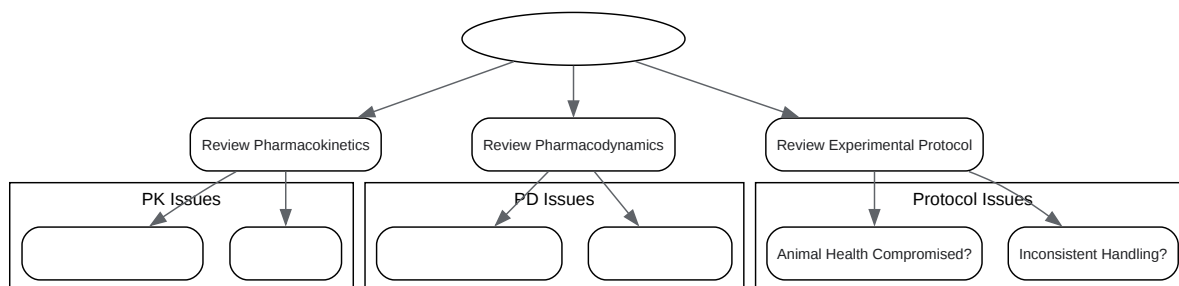 Review Pharmacokinetics
Review Pharmacodynamics
Review Experimental Protocol
PK Issues
PD Issues
Protocol Issues
Animal Health Compromised?
Inconsistent Handling?